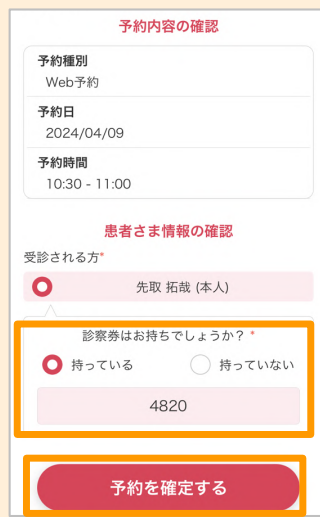 予約内容の確認
予約種別
Web予約
予約日
2024/04/09
予約時間
10:30 - 11:00
患者さま情報の確認
受診される方*
先取 拓哉 (本人)
診察券はお持ちでしょうか？ *
持っている 持っていない
4820
予約を確定する